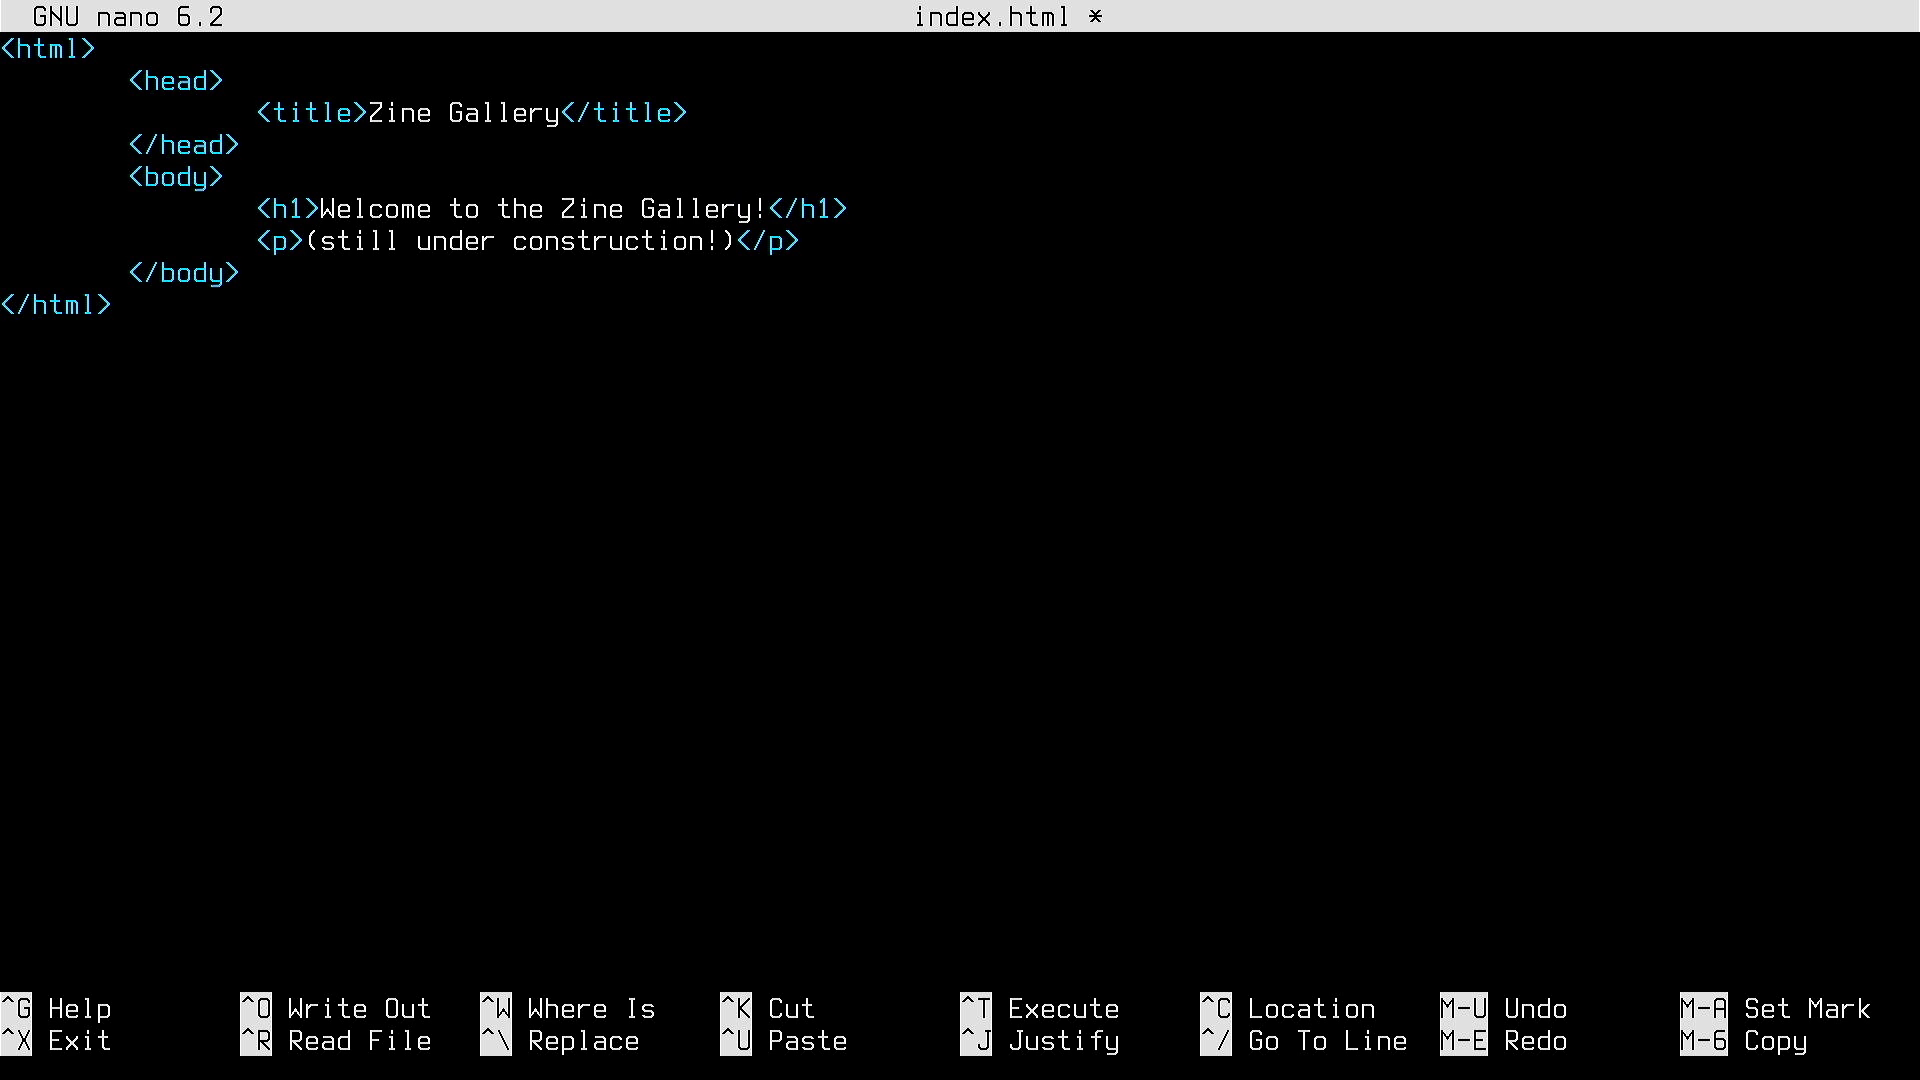 GNU nano 6.2 index.html *
<html>
<head>
<title>Zine Gallery</title>
</head>
<body>
<h1>Welcome to the Zine Gallery!</h1>
<p>(still under construction!)</p>
</body>
</html>
^G Help ^O Write Out ^W Where Is ^K Cut ^T Execute ^C Location M-U Undo M-A Set Mark
^X Exit ^R Read File ^\ Replace ^U Paste ^J Justify ^/ Go To Line M-E Redo M-6 Copy